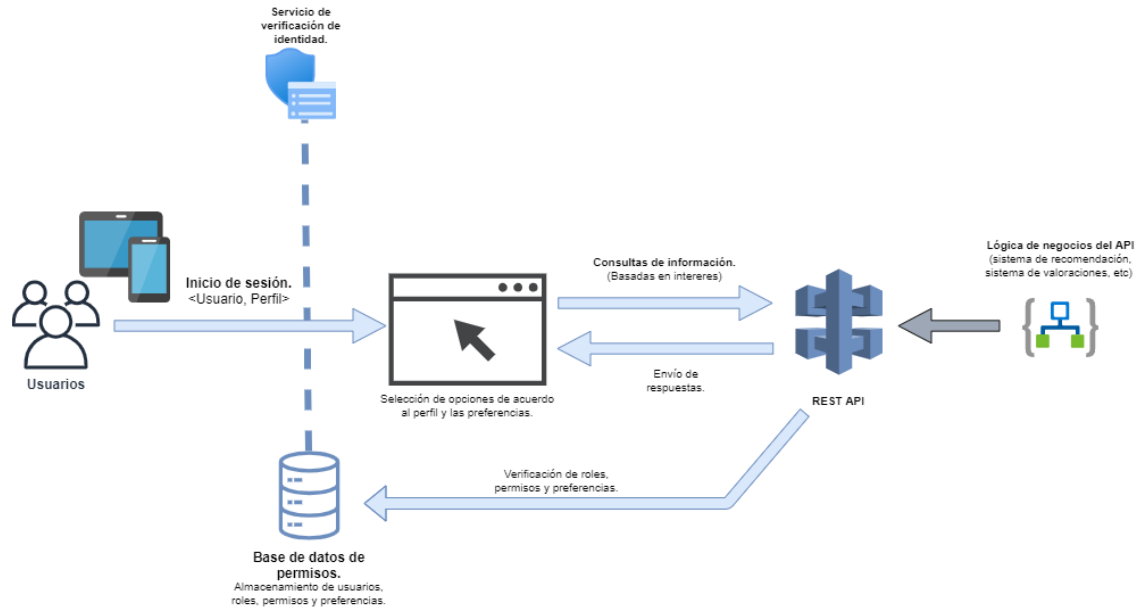 Servicio de
verificación de
identidad.
Inicio de sesión.
<Usuario, Perfil>
Usuarios
Selección de opciones de acuerdo
al perfil y las preferencias.
Consultas de información.
(Basadas en intereres)
Envío de
respuestas.
REST API
Lógica de negocios del API
(sistema de recomendación,
sistema de valoraciones, etc)
Verificación de roles,
permisos y preferencias.
Base de datos de
permisos.
Almacenamiento de usuarios,
roles, permisos y preferencias.